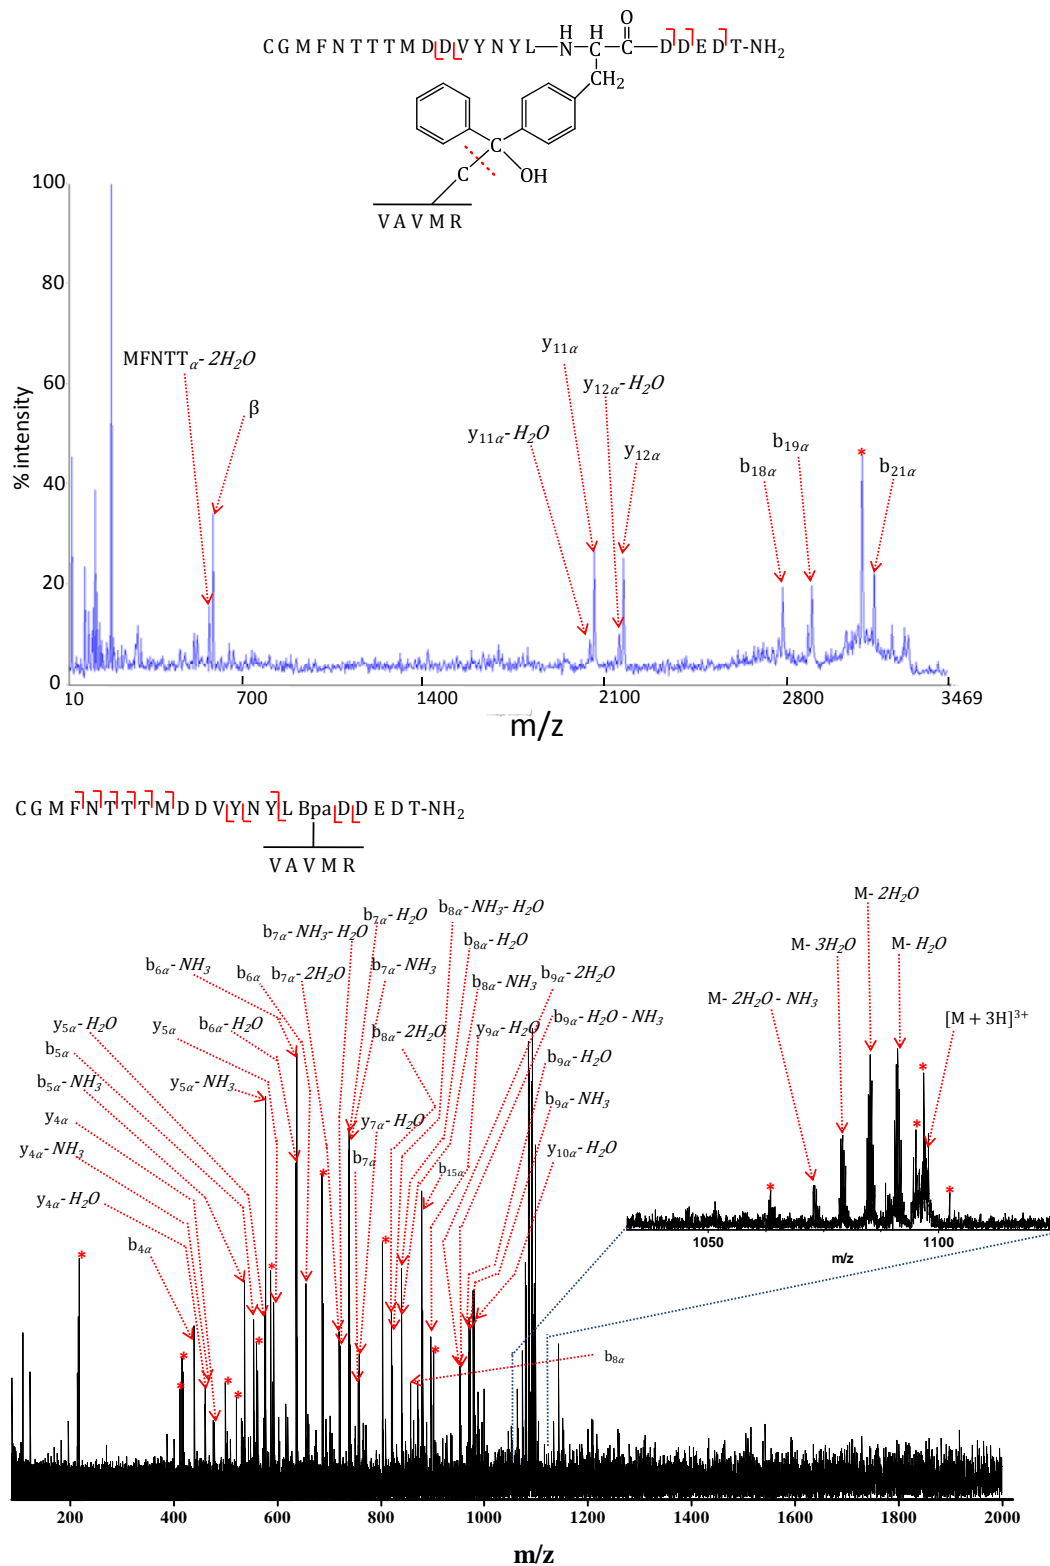 O
H H
C G M F N T T T M D D V Y N Y L N C C D D E D T-NH2
CH2
C
C OH
V A V M R
100
80
60
40
20
0
% intensity
MFNTTα- 2H2O
β
y11α
y12α- H2O
y11α- H2O
y12α
b18α
b19α
*
b21α
10 700 1400 2100 2800 3469
m/z
C G M F N T T T M D D V Y N Y L Bpa D D E D T-NH2
V A V M R
b7α- H2O
b8α- NH3- H2O
b7α- NH3-H2O
b8α- H2O
b6α- NH3
b6α
b7α- 2H2O
b7α- NH3
b8α- NH3
b9α- 2H2O
y5α- H2O
y5α
b6α- H2O
b8α- 2H2O
y9α- H2O
b9α- H2O - NH3
b5α
b5α- NH3
y5α- NH3
b9α- H2O
y4α
y7α- H2O
b9α- NH3
y4α- NH3
b7α
b15α
y10α- H2O
y4α- H2O
b4α
b8α
M- 2H2O
M- 3H2O
M- H2O
M- 2H2O - NH3
[M + 3H]3+
* * * *
1050 1100
m/z
* * * * * * * * * *
200 400 600 800 1000 1200 1400 1600 1800 2000
m/z